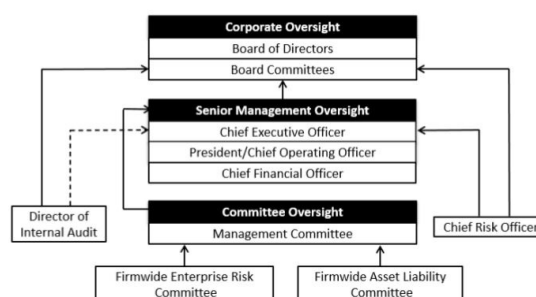 Corporate Oversight
Board of Directors
Board Committees
Senior Management Oversight
Chief Executive Officer
President/Chief Operating Officer
Chief Financial Officer
Director of
Internal Audit
Committee Oversight
Management Committee
Chief Risk Officer
Firmwide Enterprise Risk
Committee
Firmwide Asset Liability
Committee